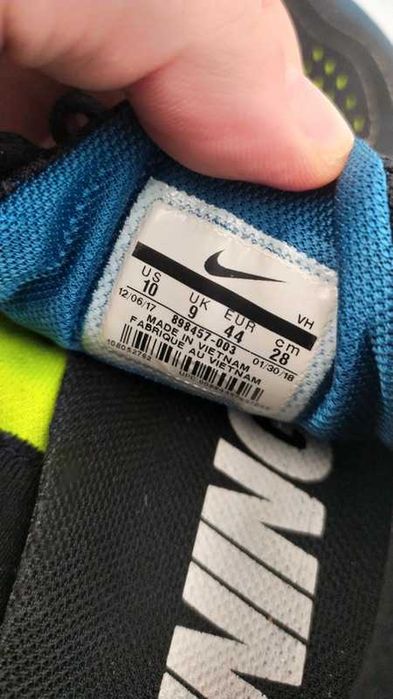 US UK EUR cm
10 9 44 28
VH
12/06/17 898457-003 01/30/18
MADE IN VIETNAM
FABRIQUE AU VIETNAM